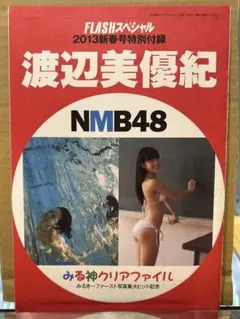 FLASHスペシャル
2013新春号特別付録
渡辺美優紀
NMB48
みる神クリアファイル
みるきーファースト写真集大ヒット記念